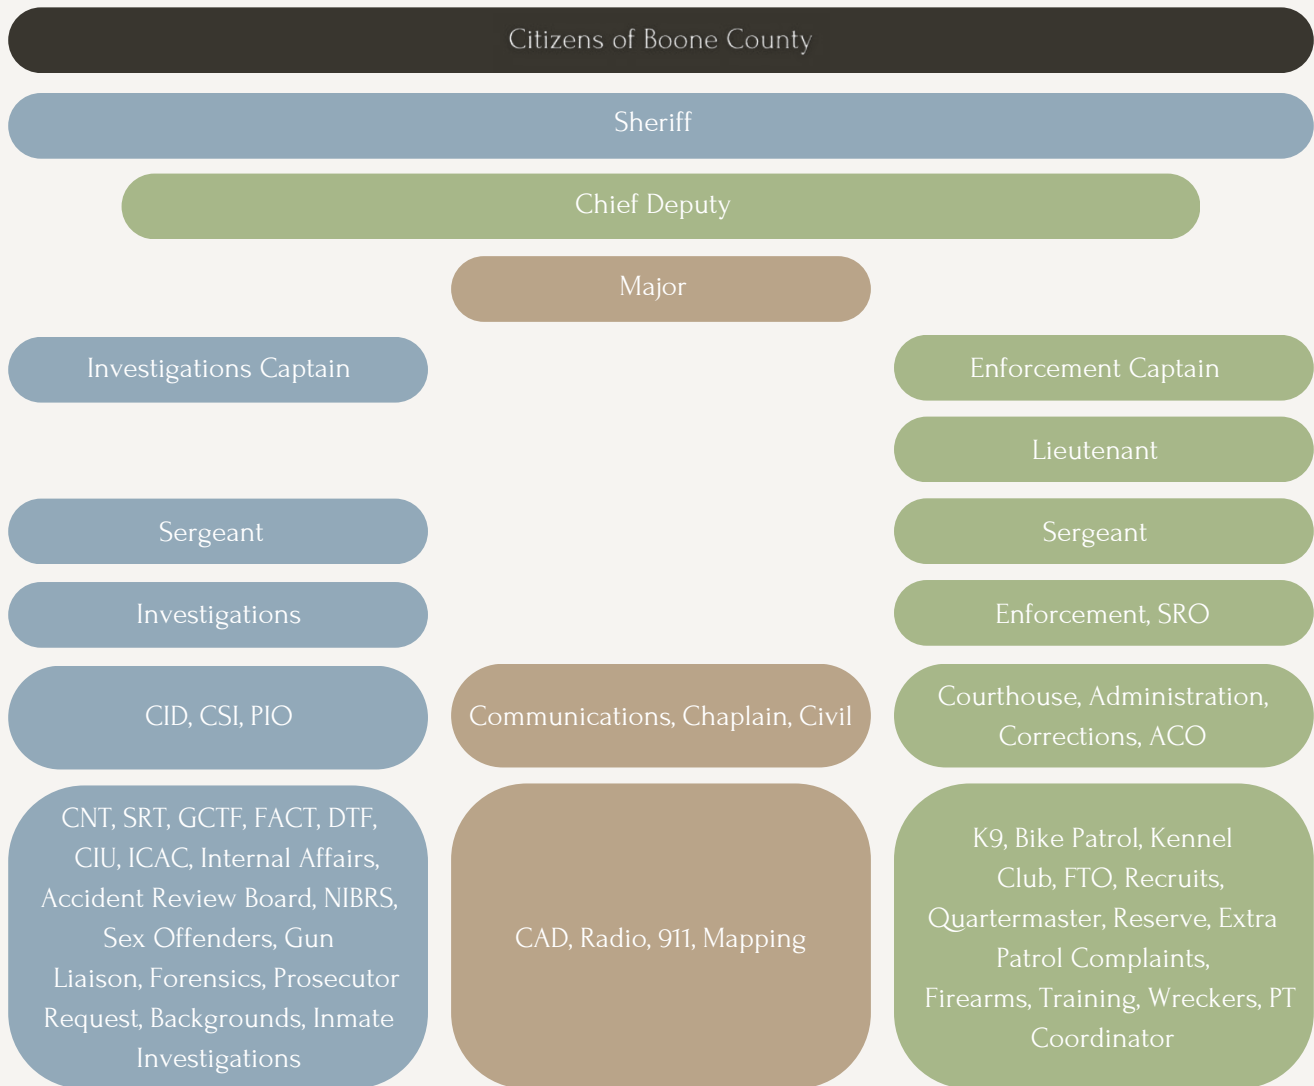 Citizens of Boone County
Sheriff
Chief Deputy
Major
Investigations Captain
Enforcement Captain
Lieutenant
Sergeant
Sergeant
Investigations
Enforcement, SRO
CID, CSI, PIO
Communications, Chaplain, Civil
Courthouse, Administration,
Corrections, ACO
CNT, SRT, GCTF, FACT, DTF,
CIU, ICAC, Internal Affairs,
Accident Review Board, NIBRS,
Sex Offenders, Gun
Liaison, Forensics, Prosecutor
Request, Backgrounds, Inmate
Investigations
CAD, Radio, 911, Mapping
K9, Bike Patrol, Kennel
Club, FTO, Recruits,
Quartermaster, Reserve, Extra
Patrol Complaints,
Firearms, Training, Wreckers, PT
Coordinator